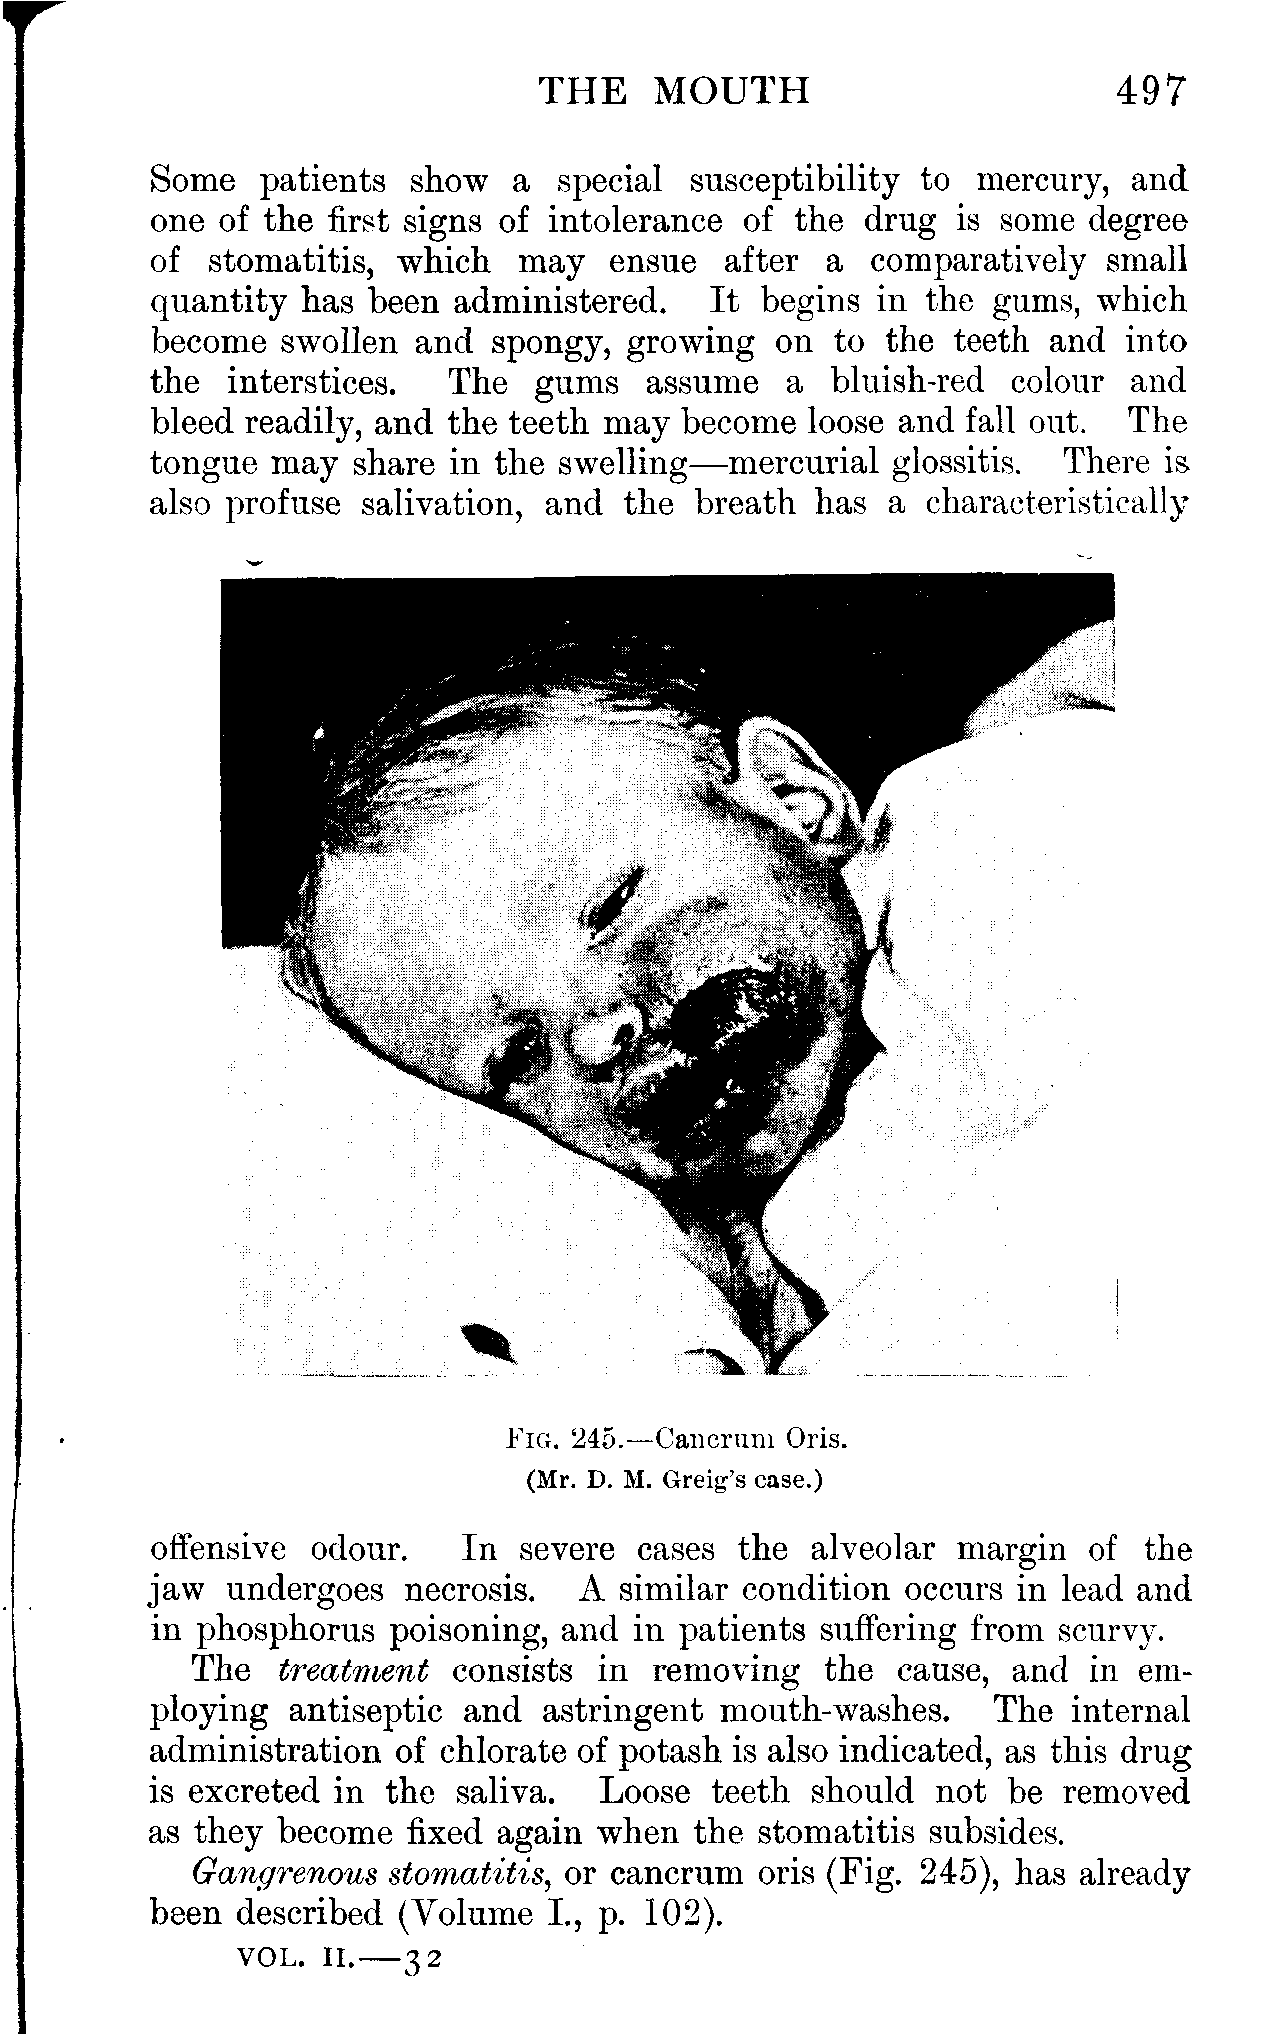 THE MOUTH 497
Some patients show a special susceptibility to mercury, and
one of the first signs of intolerance of the drug is some degree
of stomatitis, which may ensue after a comparatively small
quantity has been administered. It begins in the gums, which
become swollen and spongy, growing on to the teeth and into
the interstices. The gums assume a bluish-red colour and
bleed readily, and the teeth may become loose and fall out. The
tongue may share in the swelling—mercurial glossitis. There is
also profuse salivation, and the breath has a characteristically
FIG. 245.—Cancrum Oris.
(Mr. D. M. Greig's case.)
offensive odour. In severe cases the alveolar margin of the
jaw undergoes necrosis. A similar condition occurs in lead and
in phosphorus poisoning, and in patients suffering from scurvy.
The treatment consists in removing the cause, and in em-
ploying antiseptic and astringent mouth-washes. The internal
administration of chlorate of potash is also indicated, as this drug
is excreted in the saliva. Loose teeth should not be removed
as they become fixed again when the stomatitis subsides.
Gangrenous stomatitis, or cancrum oris (Fig. 245), has already
been described (Volume I., p. 102).
VOL. II.—32